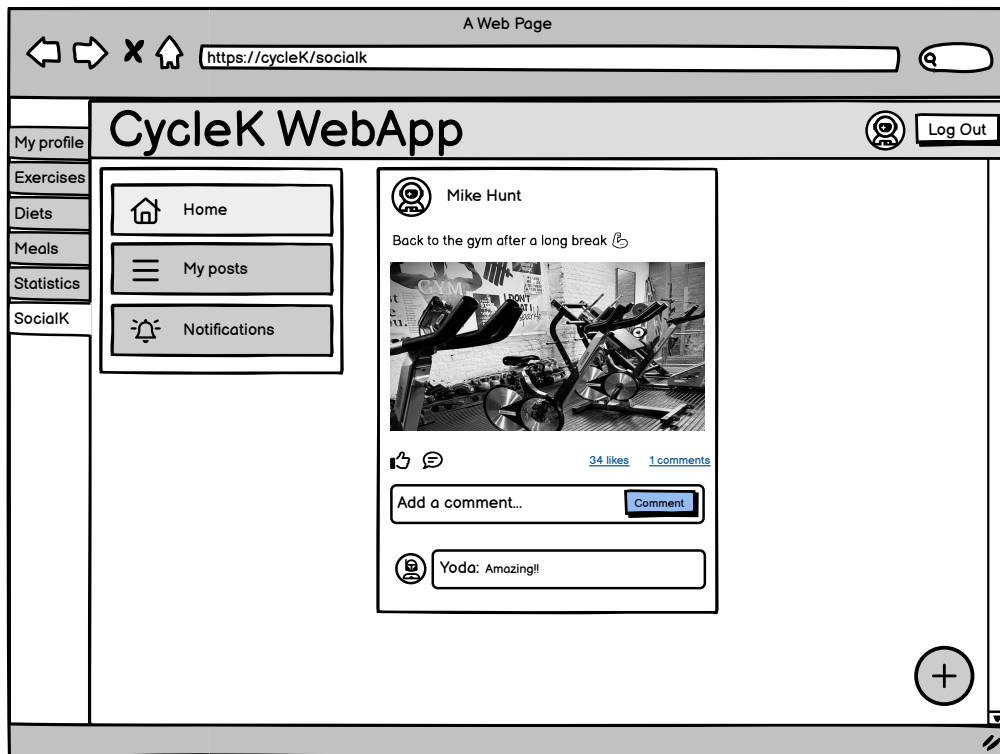 A Web Page
https://cycleK/socialk
CycleK WebApp
Log Out
My profile
Exercises
Diets
Meals
Statistics
SocialK
Home
My posts
Notifications
Mike Hunt
Back to the gym after a long break 💪
GYM
I DON'T
34 likes
1 comments
Add a comment...
Comment
Yoda: Amazing!!